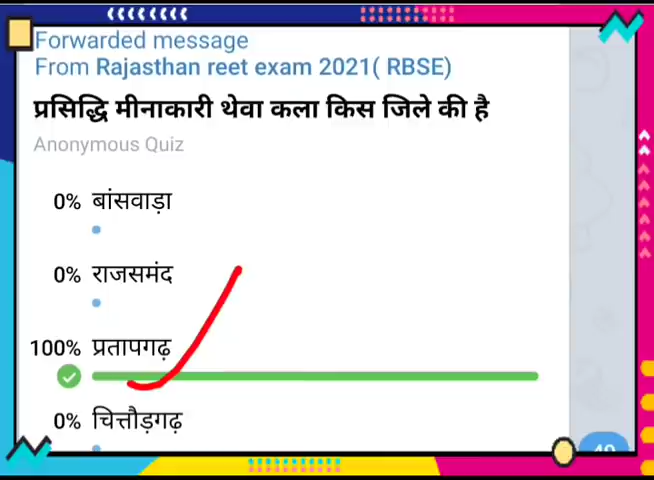 Forwarded message
From Rajasthan reet exam 2021( RBSE)
प्रसिद्धि मीनाकारी थेवा कला किस जिले की है
Anonymous Quiz
0% बांसवाड़ा
0% राजसमंद
100% प्रतापगढ़
0% चित्तौड़गढ़